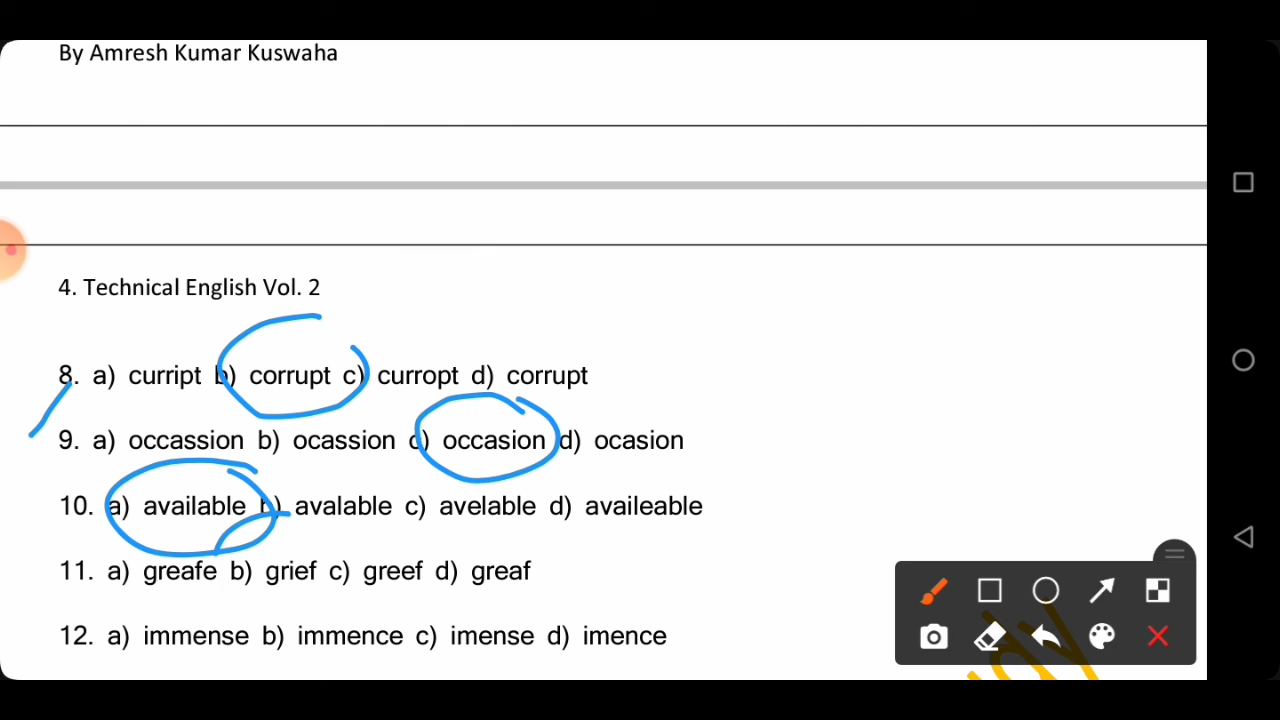 By Amresh Kumar Kuswaha
4. Technical English Vol. 2
8. a) curript b) corrupt c) curropt d) corrupt
9. a) occassion b) ocassion c) occasion d) ocasion
10. a) available b) avalable c) avelable d) availeable
11. a) greafe b) grief c) greef d) greaf
12. a) immense b) immence c) imense d) imence